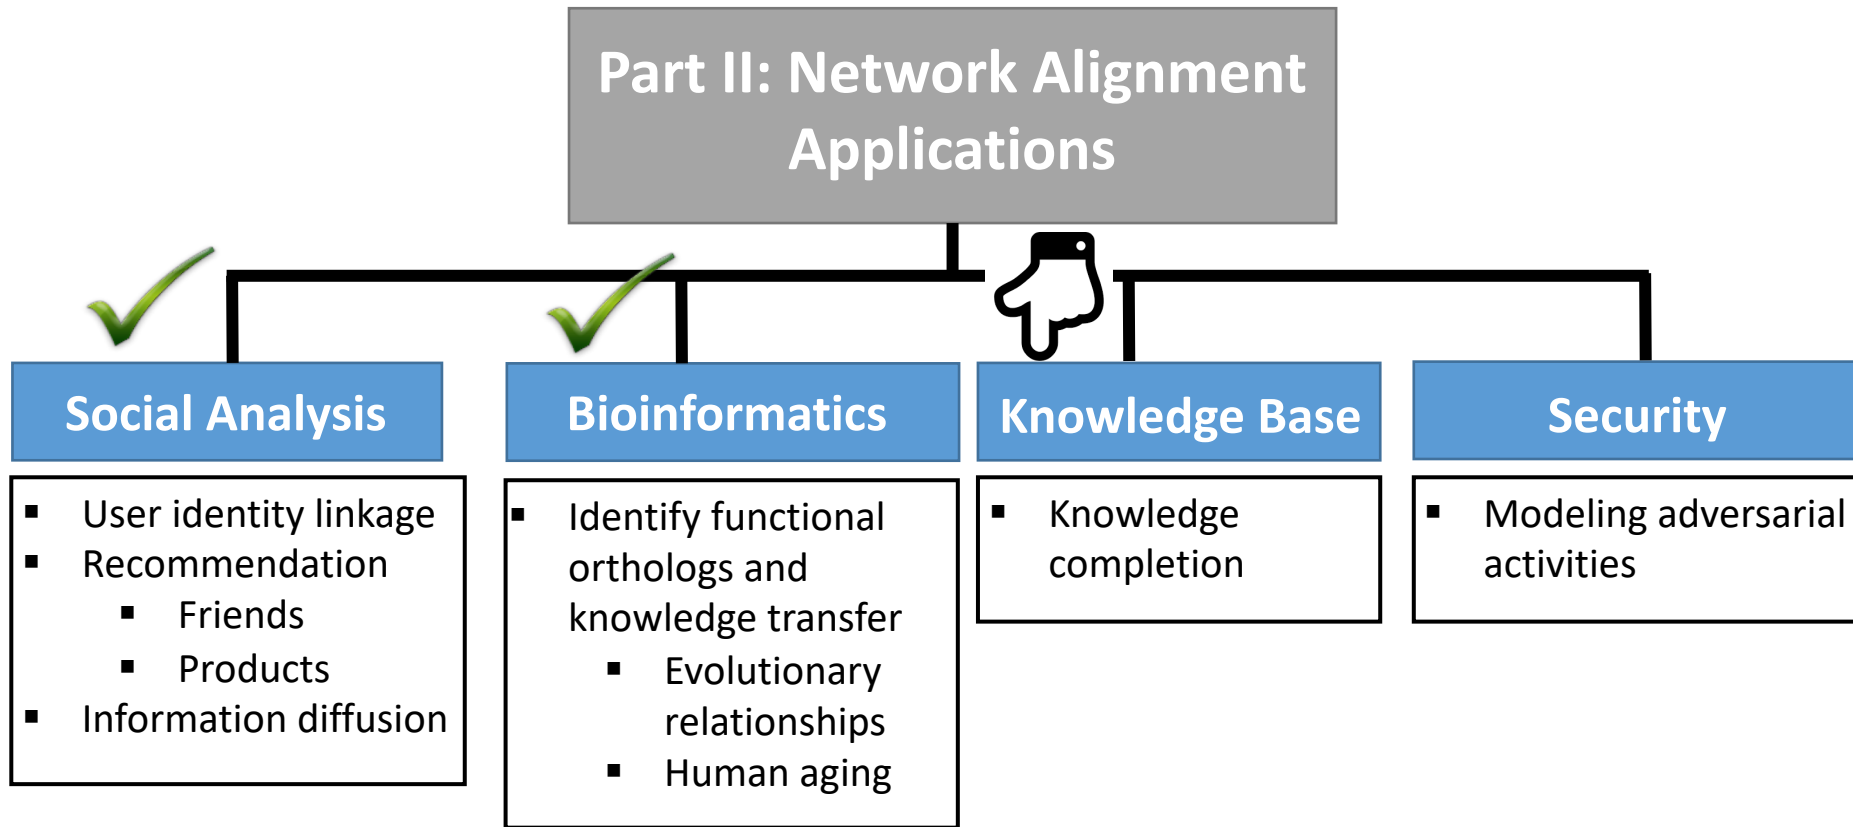 Part II: Network Alignment
Applications
Social Analysis
▪ User identity linkage
▪ Recommendation
▪ Friends
▪ Products
▪ Information diffusion
Bioinformatics
▪ Identify functional
orthologs and
knowledge transfer
▪ Evolutionary
relationships
▪ Human aging
Knowledge Base
▪ Knowledge
completion
Security
▪ Modeling adversarial
activities